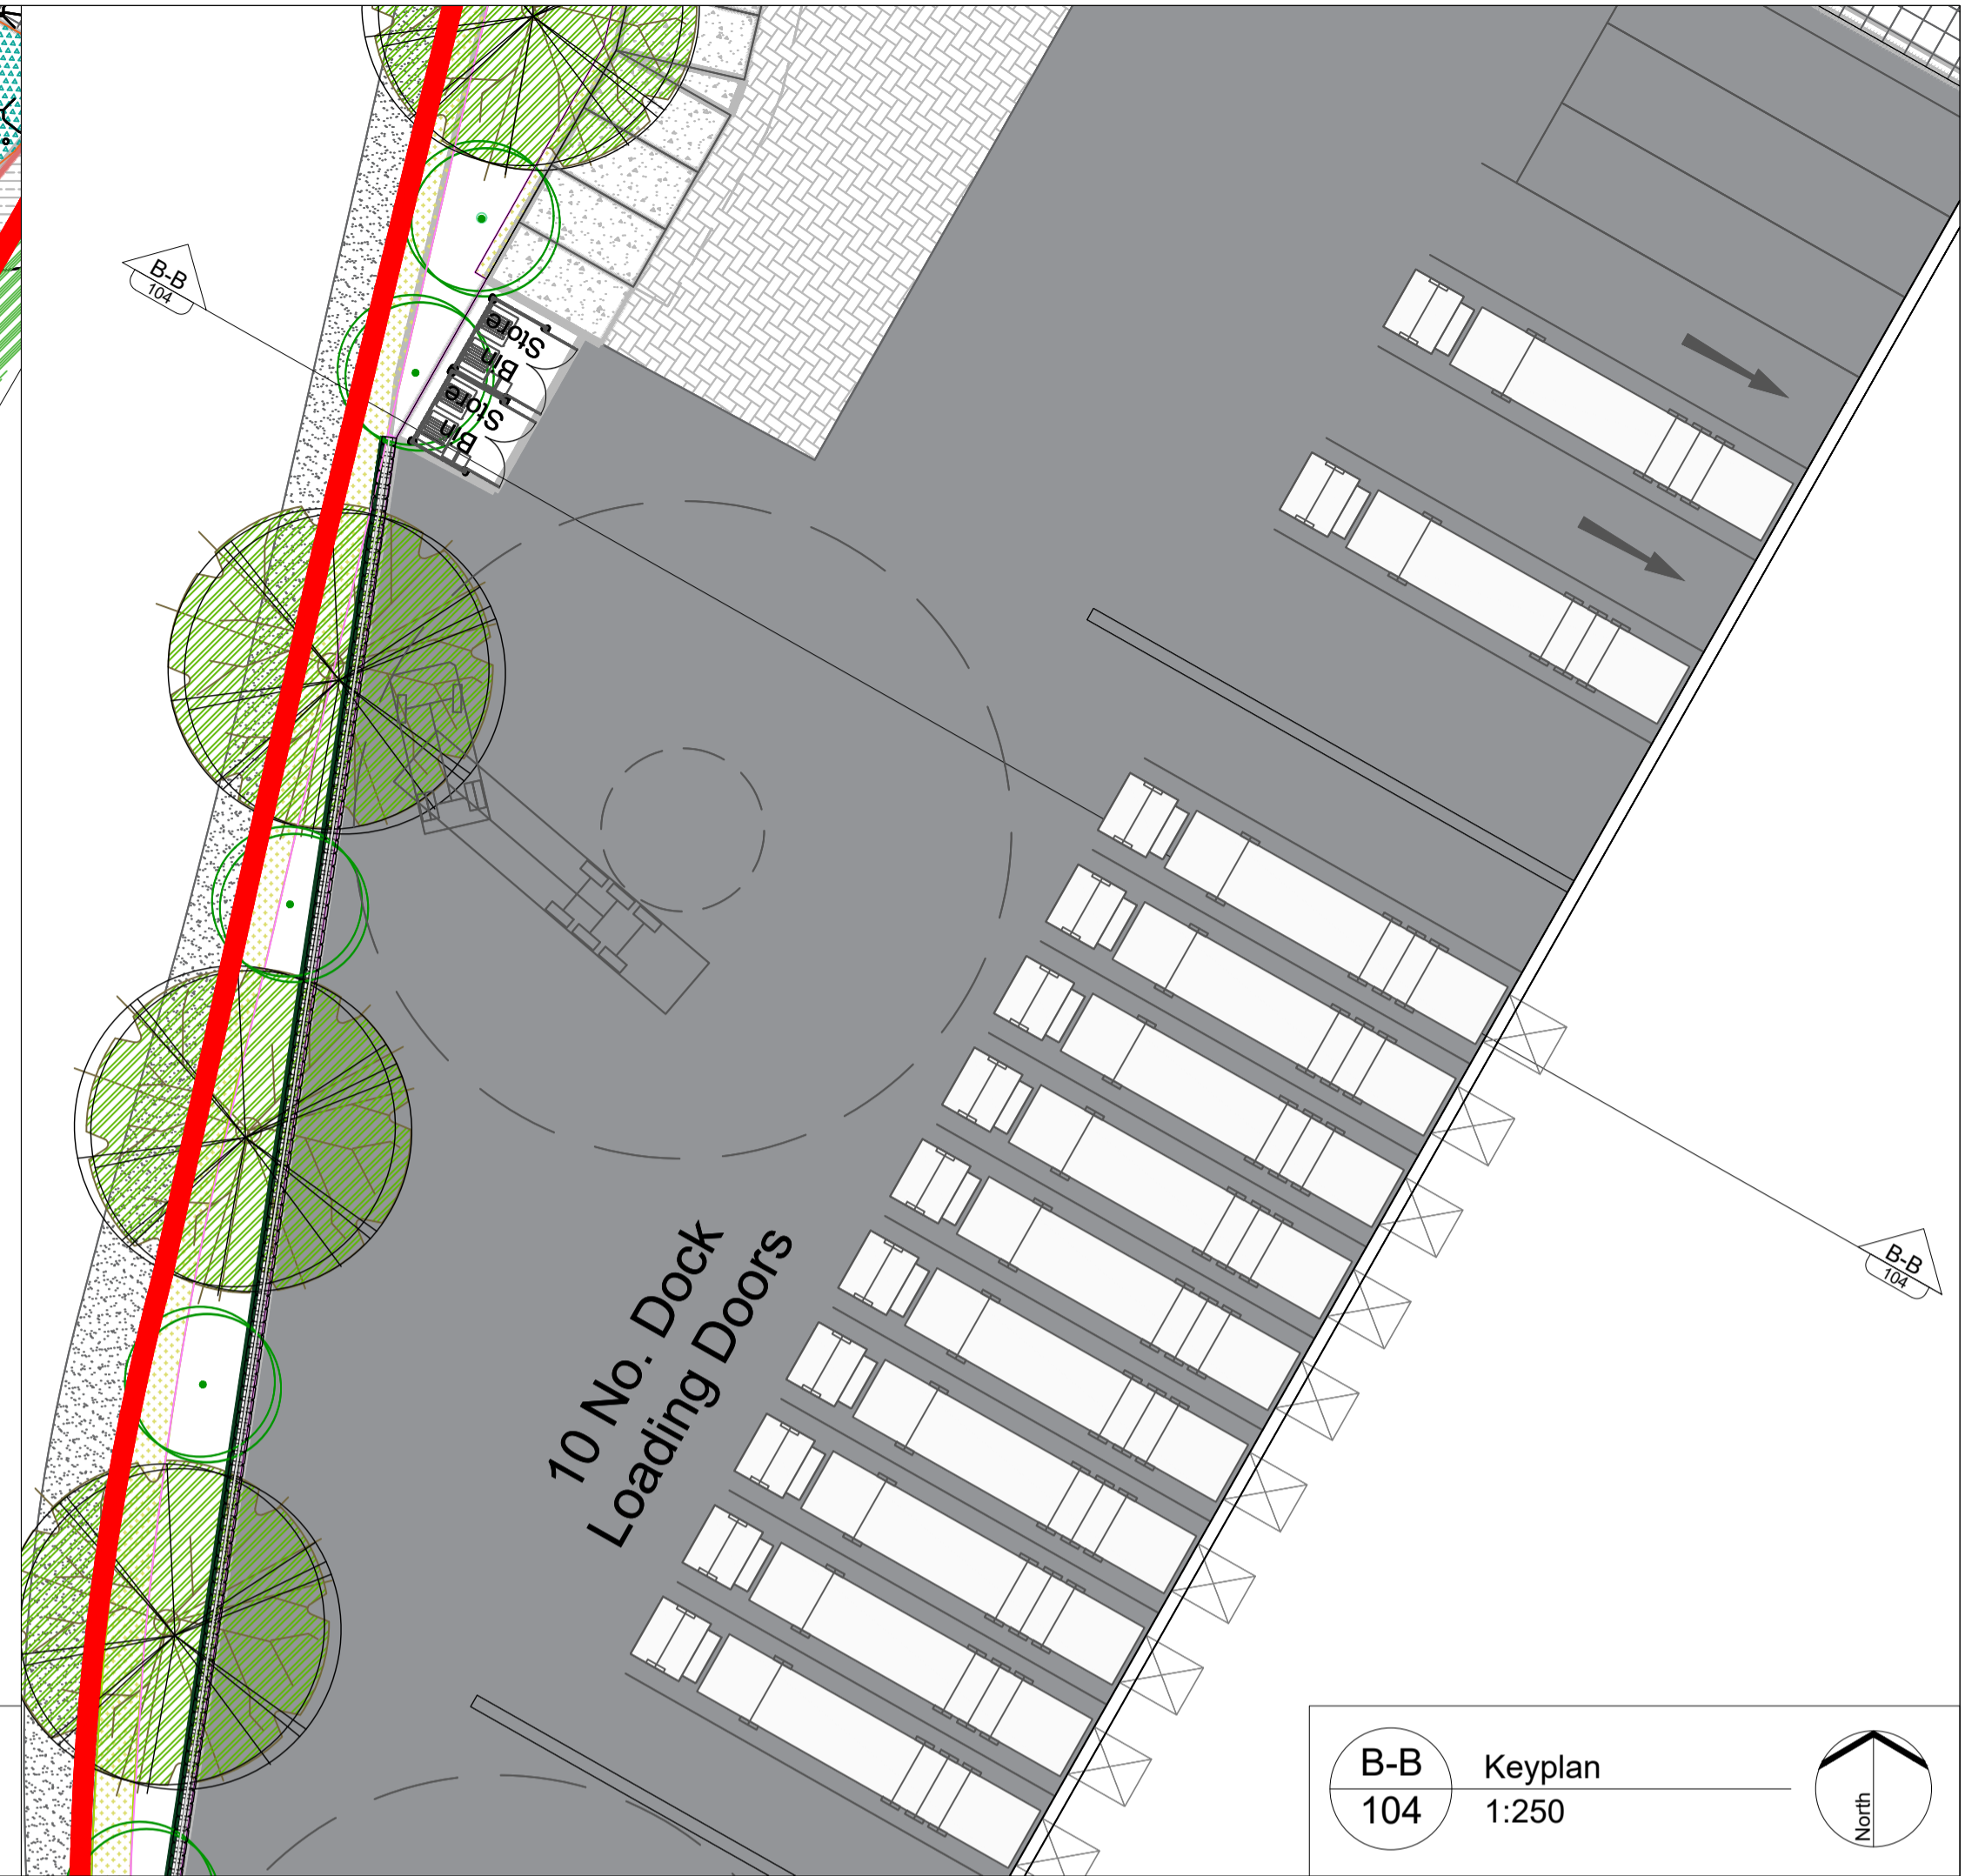 B-B
104
Store
Bin
Store
Bin
10 No. Dock
Loading Doors
B-B
104
B-B
104
Keyplan
1:250
North